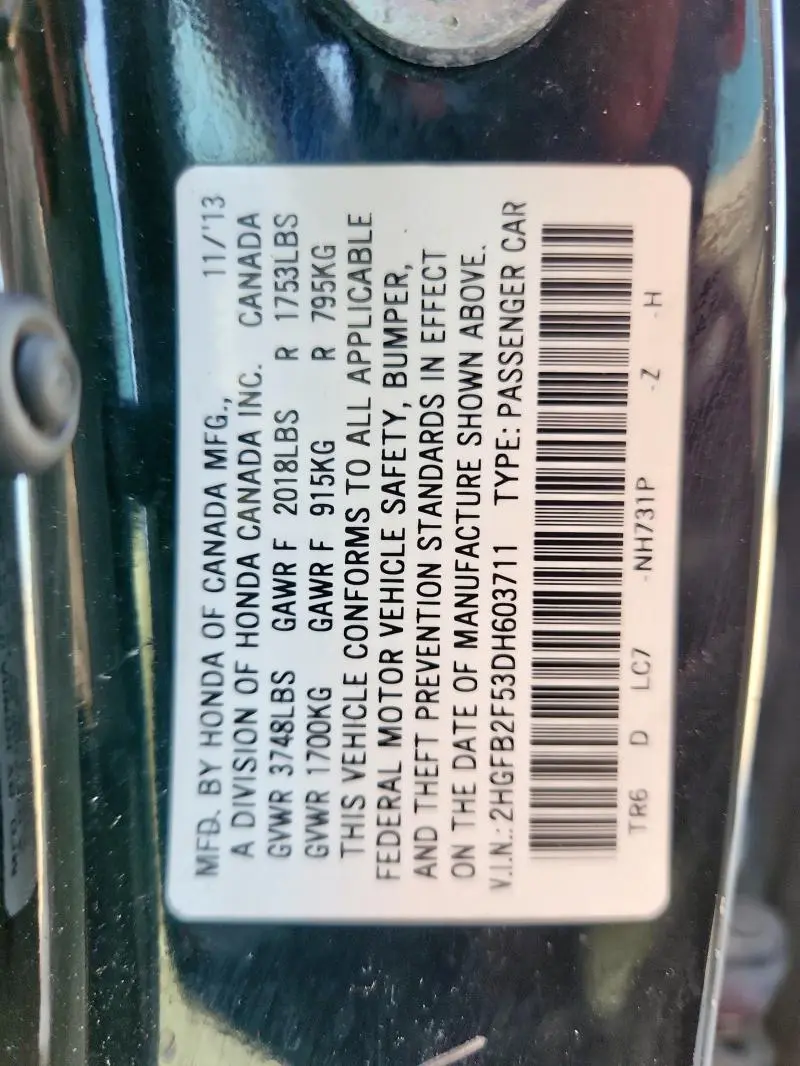 MFD. BY HONDA OF CANADA MFG., 11/'13
A DIVISION OF HONDA CANADA INC. CANADA
GVWR 3748LBS GAWR F 2018LBS R 1753LBS
GVWR 1700KG GAWR F 915KG R 795KG
THIS VEHICLE CONFORMS TO ALL APPLICABLE
FEDERAL MOTOR VEHICLE SAFETY, BUMPER,
AND THEFT PREVENTION STANDARDS IN EFFECT
ON THE DATE OF MANUFACTURE SHOWN ABOVE.
V.I.N.: 2HGFB2F53DH603711 TYPE: PASSENGER CAR
TR6 D LC7 -NH731P -Z -H